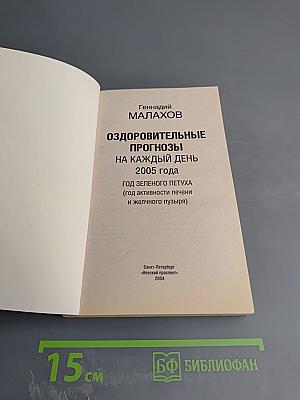 Геннадий
МАЛАХОВ
ОЗДОРОВИТЕЛЬНЫЕ
ПРОГНОЗЫ
НА КАЖДЫЙ ДЕНЬ
2005 года
ГОД ЗЕЛЕНОГО ПЕТУХА
(год активности печени
и желчного пузыря)
Санкт-Петербург
«Невский проспект»
2004
15 см
БФ БИБЛИОФАН